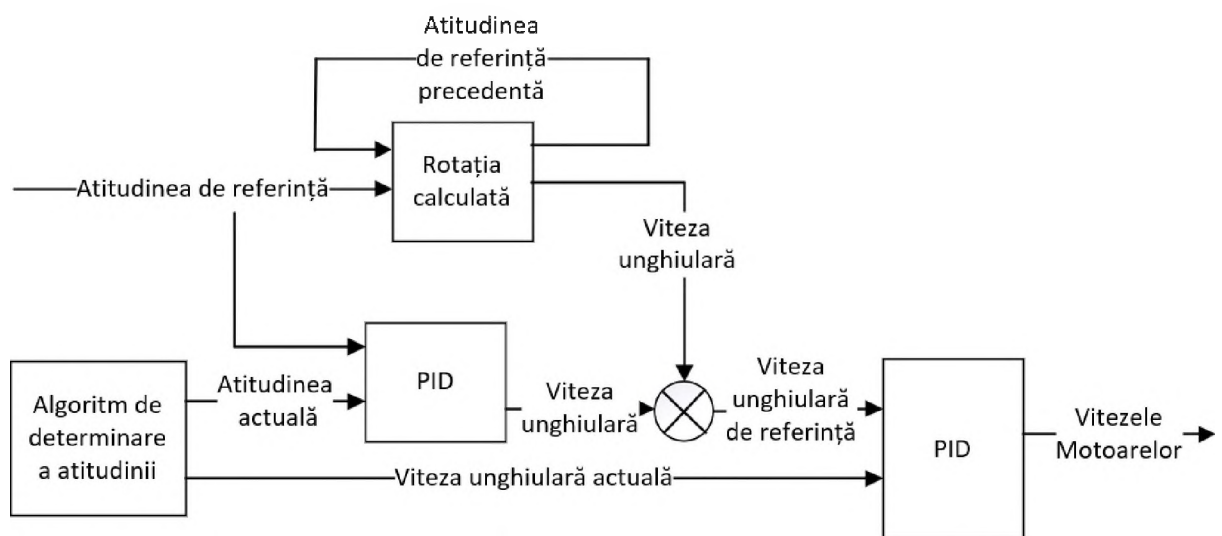 Atitudinea
de referință
precedentă
Rotația
calculată
Atitudinea de referință
Viteza
unghiulară
Algoritm de
determinare
a atitudinii
Atitudinea
actuală
PID
Viteza
unghiulară
Viteza
unghiulară
de referință
Viteza unghiulară actuală
PID
Vitezele
Motoarelor